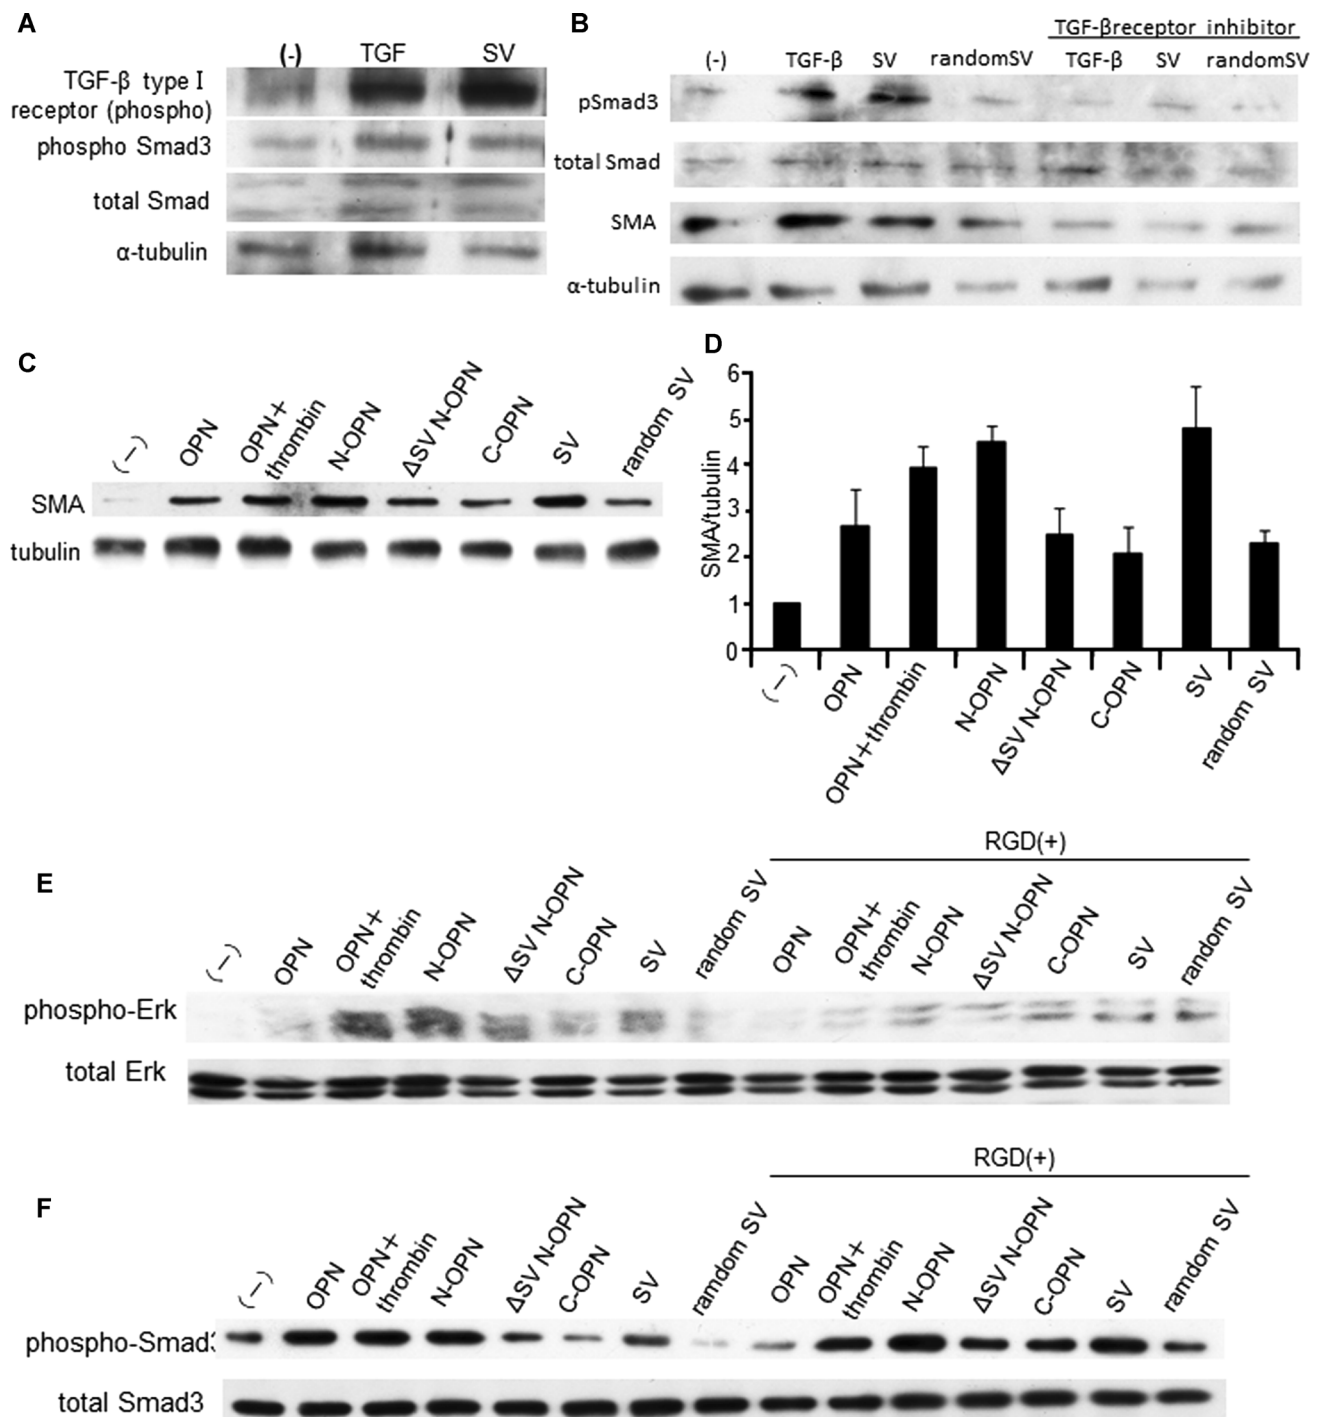 A
(-) TGF SV
TGF-β type I
receptor (phospho)
phospho Smad3
total Smad
α-tubulin
B
TGF-βreceptor inhibitor
(-) TGF-β SV randomSV TGF-β SV randomSV
pSmad3
total Smad
SMA
α-tubulin
C
(—)
OPN
OPN+
thrombin
N-OPN
ΔSV N-OPN
C-OPN
SV
random SV
SMA
tubulin
D
SMA/tubulin
6
5
4
3
2
1
0
(—)
OPN
OPN+thrombin
N-OPN
ΔSV N-OPN
C-OPN
SV
random SV
E
RGD(+)
(—)
OPN
OPN+
thrombin
N-OPN
ΔSV N-OPN
C-OPN
SV
random SV
OPN
OPN+
thrombin
N-OPN
ΔSV N-OPN
C-OPN
SV
random SV
phospho-Erk
total Erk
F
RGD(+)
(—)
OPN
OPN+
thrombin
N-OPN
ΔSV N-OPN
C-OPN
SV
ramdom SV
OPN
OPN+
thrombin
N-OPN
ΔSV N-OPN
C-OPN
SV
ramdom SV
phospho-Smad3
total Smad3